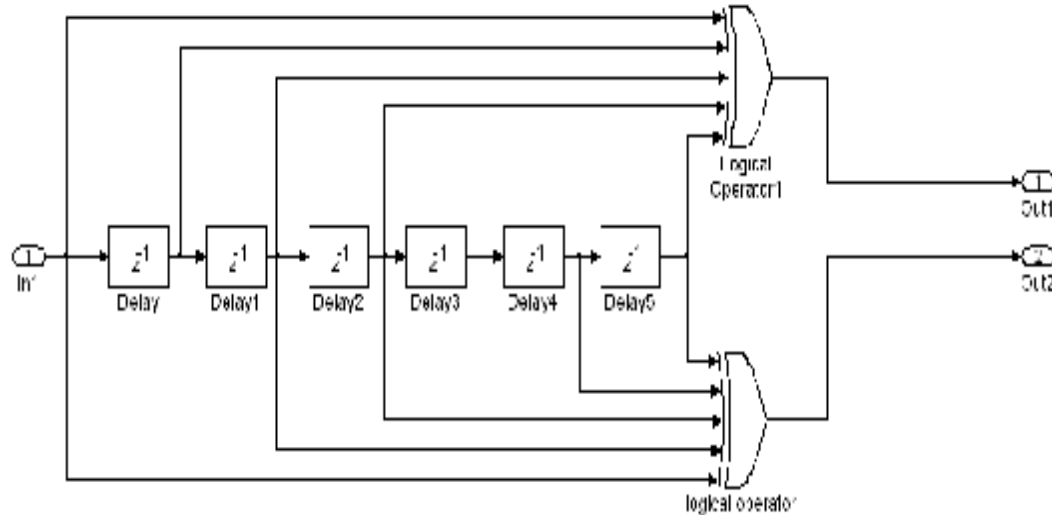 Logical
Operator1
1
Out1
1
z-1
z-1
z-1
z-1
z-1
z-1
2
In1
Delay
Delay1
Delay2
Delay3
Delay4
Delay5
Out2
logical operator